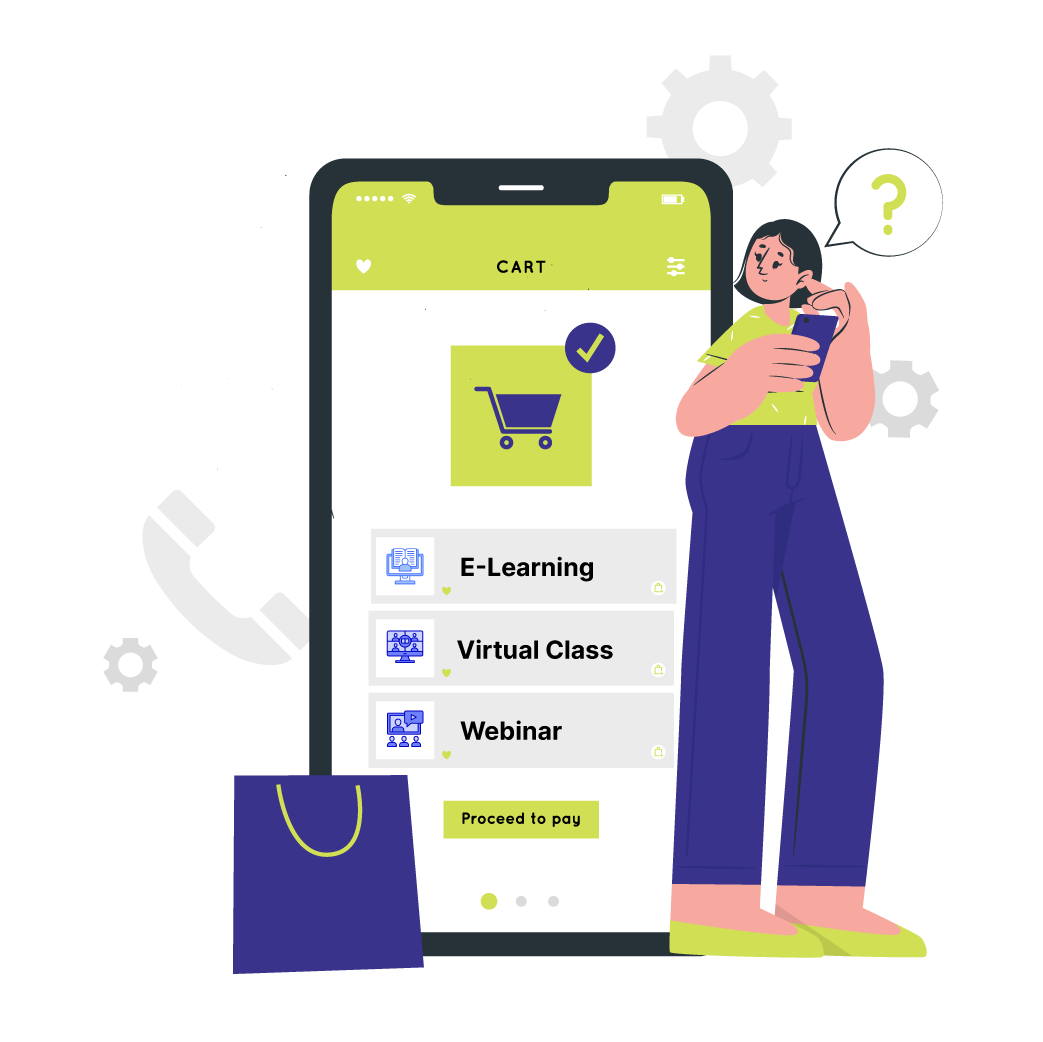 CART
?
E-Learning
Virtual Class
Webinar
Proceed to pay